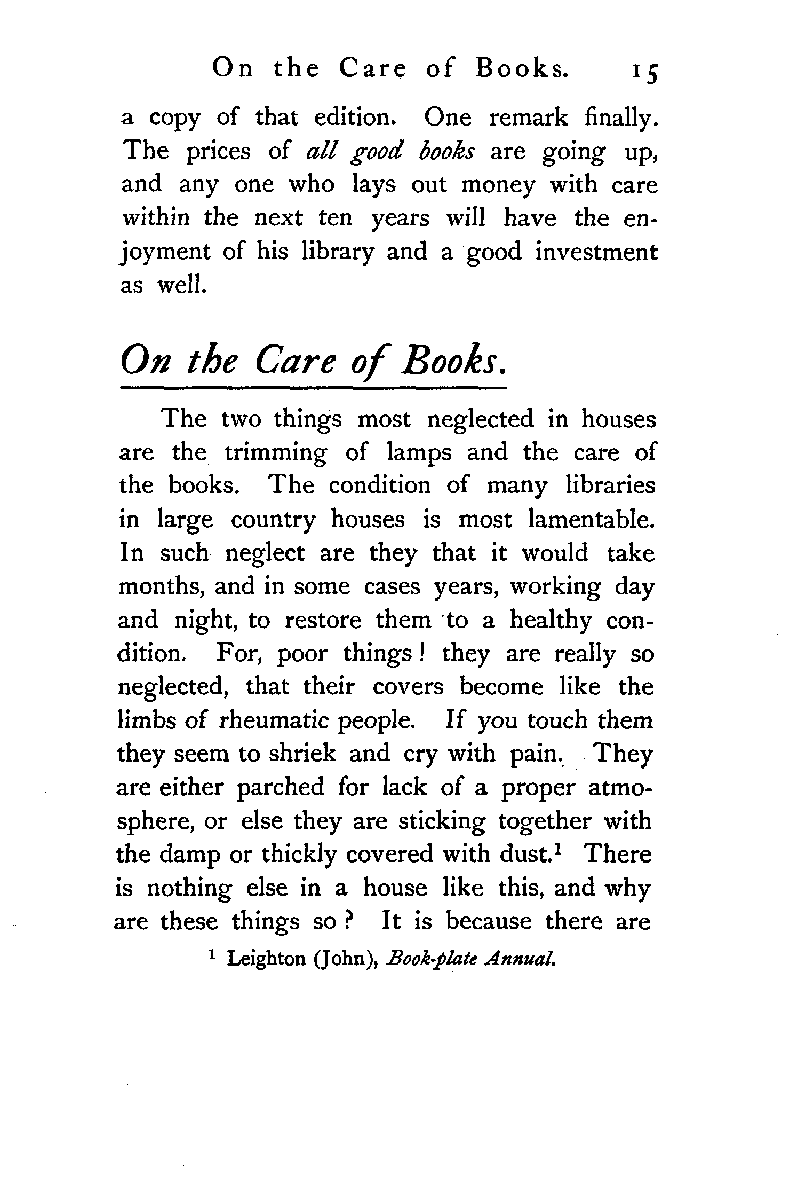 On the Care of Books. 15
a copy of that edition. One remark finally.
The prices of all good books are going up,
and any one who lays out money with care
within the next ten years will have the en-
joyment of his library and a good investment
as well.
On the Care of Books.
The two things most neglected in houses
are the trimming of lamps and the care of
the books. The condition of many libraries
in large country houses is most lamentable.
In such neglect are they that it would take
months, and in some cases years, working day
and night, to restore them to a healthy con-
dition. For, poor things! they are really so
neglected, that their covers become like the
limbs of rheumatic people. If you touch them
they seem to shriek and cry with pain. They
are either parched for lack of a proper atmo-
sphere, or else they are sticking together with
the damp or thickly covered with dust.¹ There
is nothing else in a house like this, and why
are these things so? It is because there are
¹ Leighton (John), Book-plate Annual.